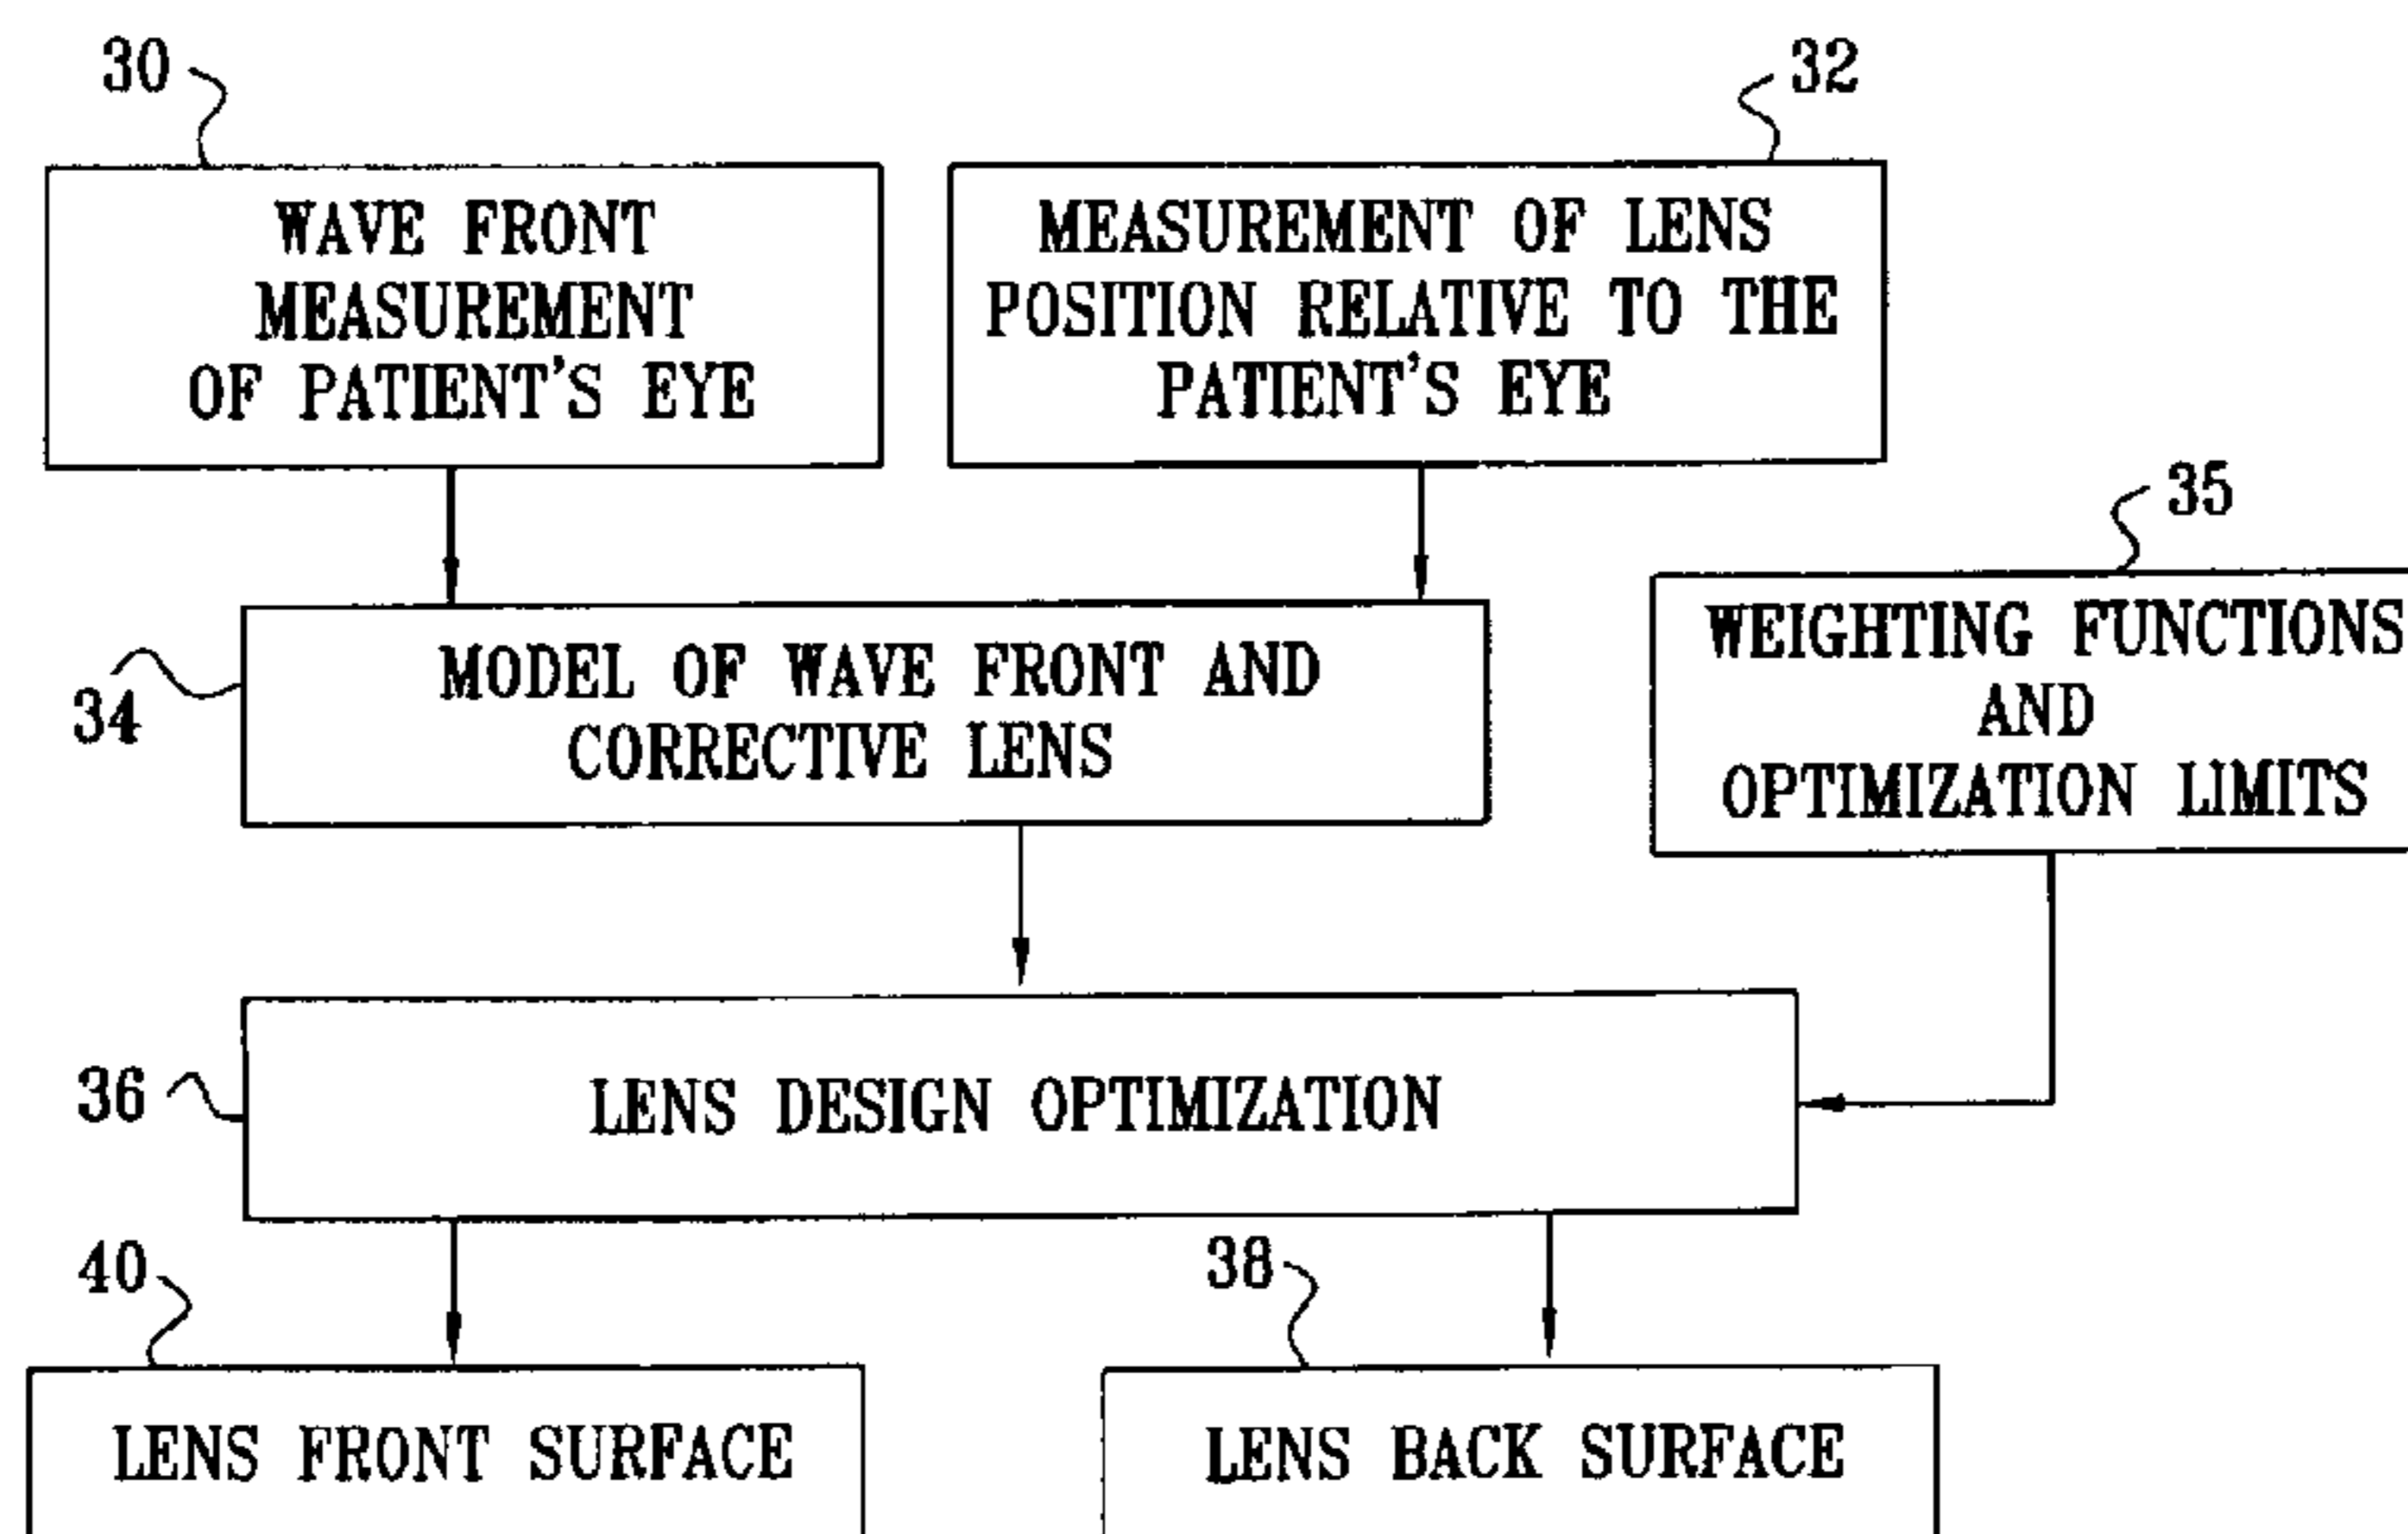 30
32
WAVE FRONT
MEASUREMENT
OF PATIENT'S EYE
MEASUREMENT OF LENS
POSITION RELATIVE TO THE
PATIENT'S EYE
35
WEIGHTING FUNCTIONS
AND
OPTIMIZATION LIMITS
34
MODEL OF WAVE FRONT AND
CORRECTIVE LENS
36
LENS DESIGN OPTIMIZATION
40
38
LENS FRONT SURFACE
LENS BACK SURFACE